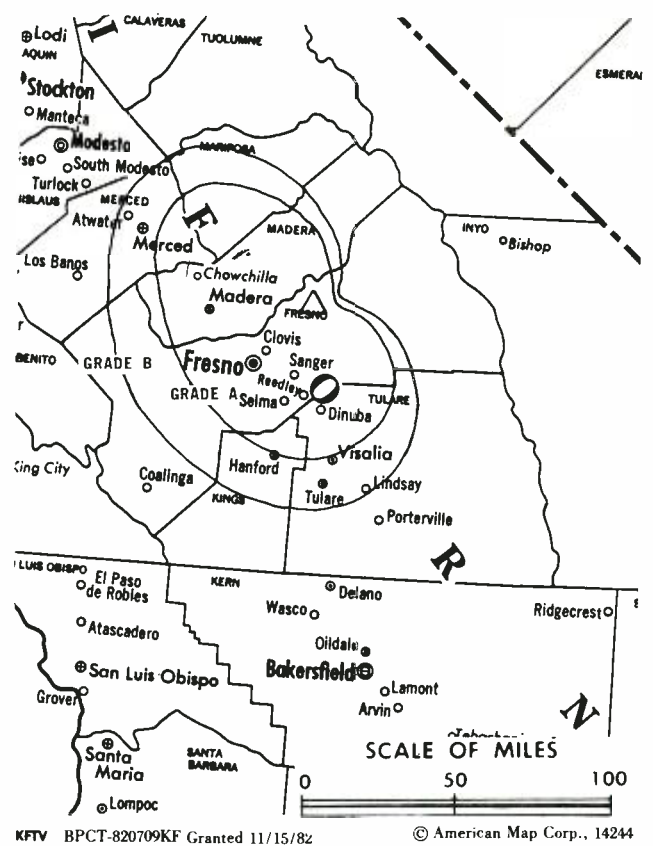 CALAVERAS
I
Lodi
AQUIN
TUOLUMNE
ESMERAL
Stockton
Manteca
Modesto
ise
South Modesto
MARIPOSA
Turlock
ISLAUS
MERCED
Atwater
F
Merced
MADERA
INYO
Bishop
Los Banos
Chowchilla
Madera
FRESNO
r
Clovis
BENITO
GRADE B
Fresno
Sanger
Reedley
GRADE A
Selma
TULARE
Dinuba
Visalia
Hanford
King City
Coalinga
KINGS
Tulare
Lindsay
Porterville
R
LUIS OBISPO
El Paso
de Robles
KERN
Delano
Wasco
Ridgecrest
S
Atascadero
Oildale
Bakersfield
San Luis Obispo
Grover
Lamont
Arvin
N
Tehachapi
SCALE OF MILES
Santa
Maria
SANTA
BARBARA
0 50 100
Lompoc
KFTV BPCT-820709KF Granted 11/15/82 © American Map Corp., 14244